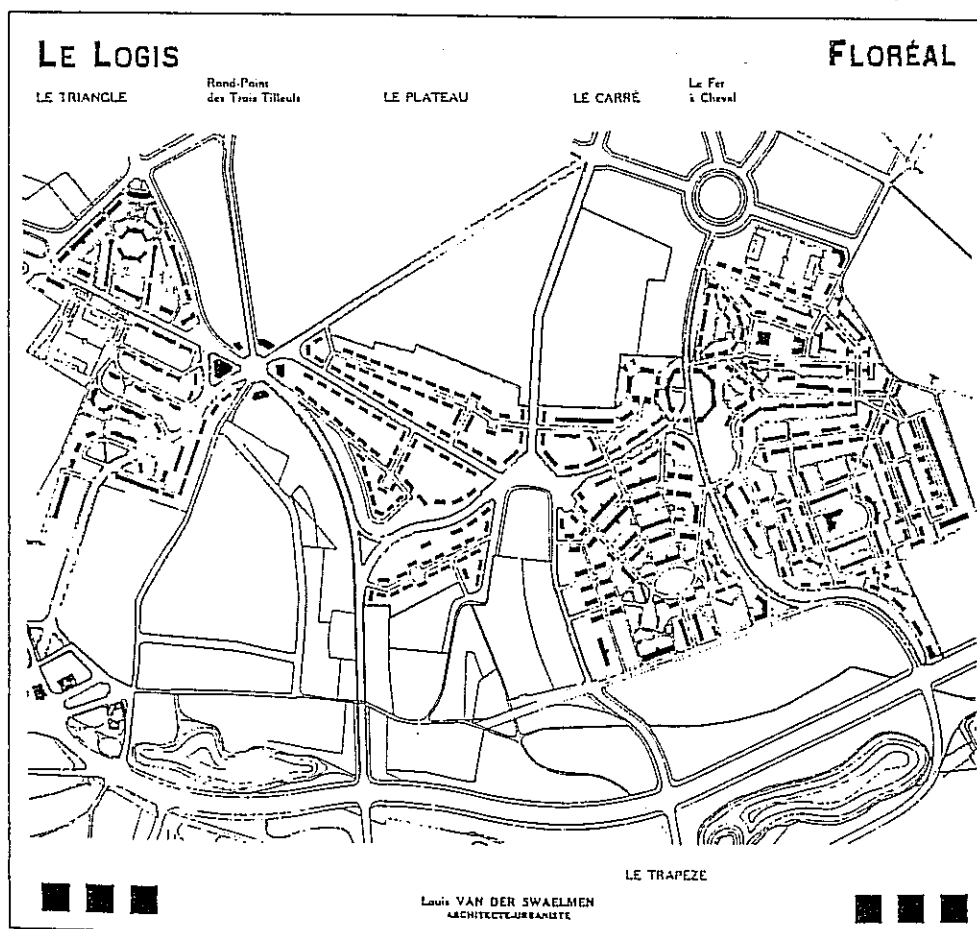 LE LOGIS
FLORÉAL
LE TRIANGLE
Rond-Point
des Trois Tilleuls
LE PLATEAU
LE CARRÉ
Le Fer
à Cheval
LE TRAPEZE
Louis VAN DER SWAELMEN
ARCHITECTE-URBANISTE